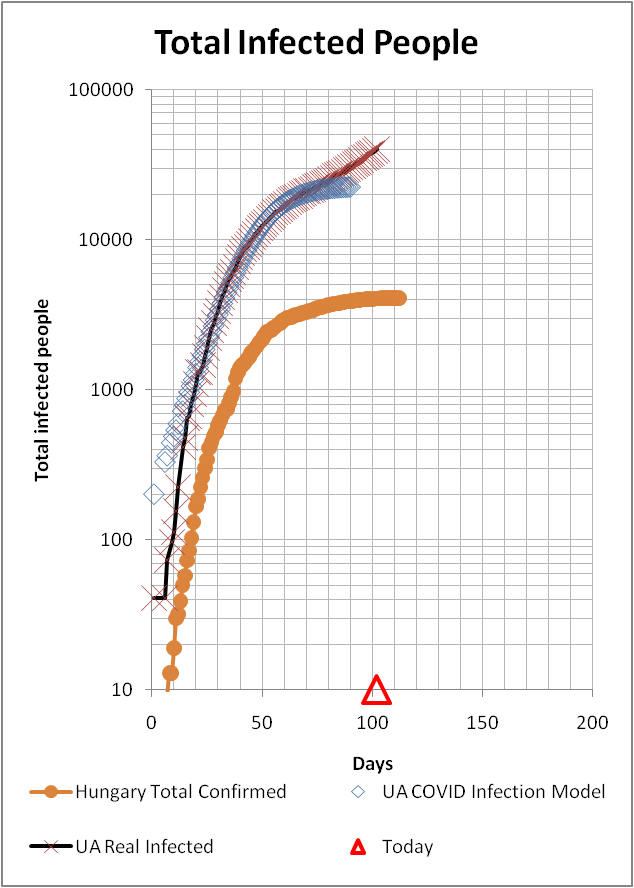 Total Infected People
100000
10000
1000
100
10
Total infected people
0 50 100 150 200
Days
Hungary Total Confirmed
UA COVID Infection Model
UA Real Infected
Today